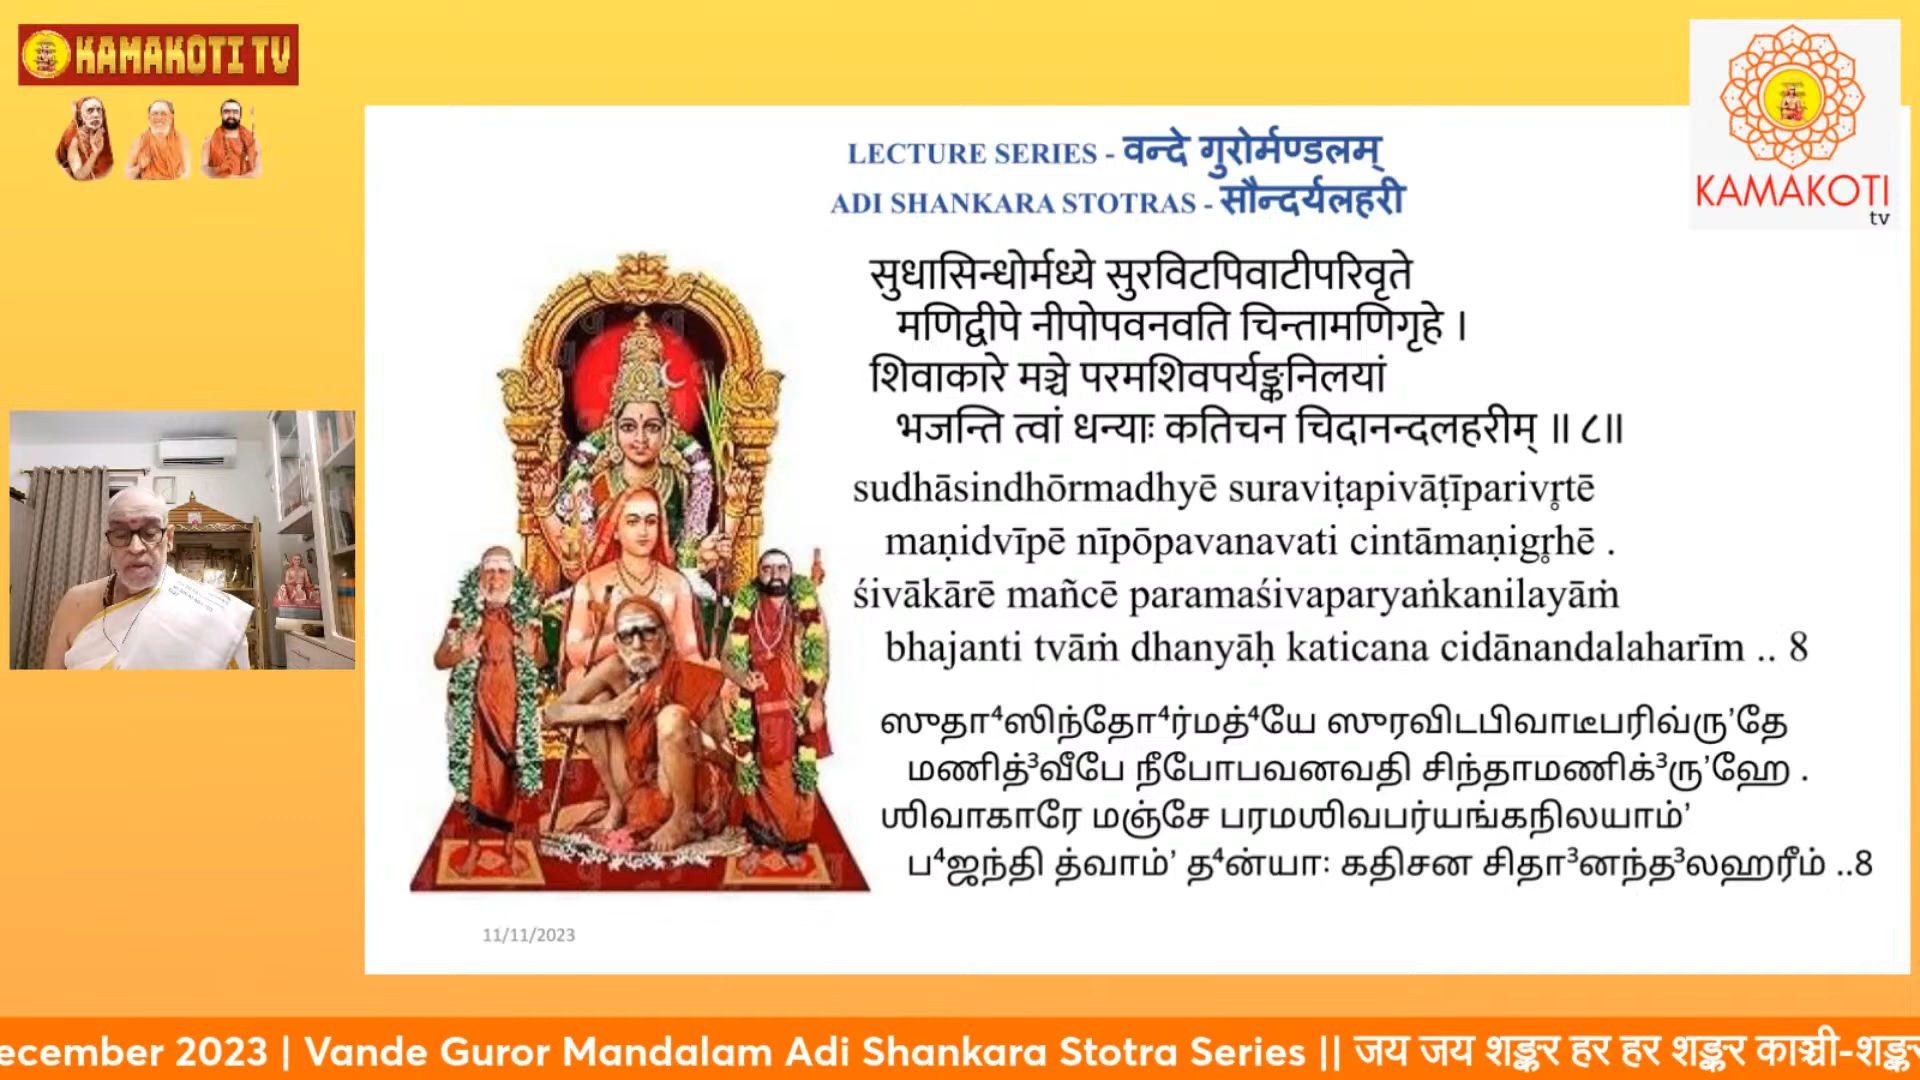 KAMAKOTI TV
KAMAKOTI
tv
LECTURE SERIES - वन्दे गुरोर्मण्डलम्
ADI SHANKARA STOTRAS - सौन्दर्यलहरी
सुधासिन्धोर्मध्ये सुरविटपिवाटीपरिवृते
मणिद्वीपे नीपोपवनवति चिन्तामणिगृहे ।
शिवाकारे मञ्चे परमशिवपर्यङ्कनिलयां
भजन्ति त्वां धन्याः कतिचन चिदानन्दलहरीम् ॥ ८॥
sudhāsindhōrmadhyē suraviṭapivāṭīparivr̥tē
maṇidvīpē nīpōpavanavati cintāmaṇigr̥hē .
śivākārē mañcē paramaśivaparyaṅkanilayāṁ
bhajanti tvāṁ dhanyāḥ katicana cidānandalaharīm .. 8
ஸுதா⁴ஸிந்தோ⁴ர்மத்⁴யே ஸுரவிடபிவாடீபரிவ்ருʼதே
மணித்³வீபே நீபோபவனவதி சிந்தாமணிக்³ருʼஹே .
ஶிவாகாரே மஞ்சே பரமஶிவபர்யங்கநிலயாம்ʼ
ப⁴ஜந்தி த்வாம்ʼ த⁴ன்யா꞉ கதிசன சிதா³னந்த³லஹரீம் ..8
11/11/2023
ecember 2023 | Vande Guror Mandalam Adi Shankara Stotra Series || जय जय शङ्कर हर हर शङ्कर काञ्ची-शङ्कर